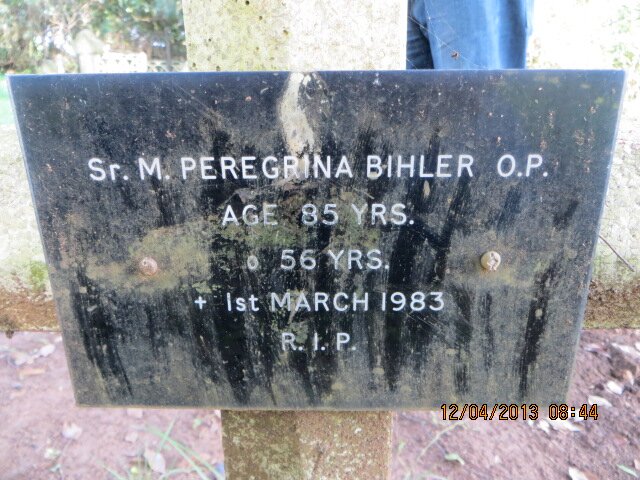 Sr. M. PEREGRINA BIHLER O.P.
AGE 85 YRS.
o 56 YRS.
+ 1st MARCH 1983
R.I.P.
12/04/2013 08:44